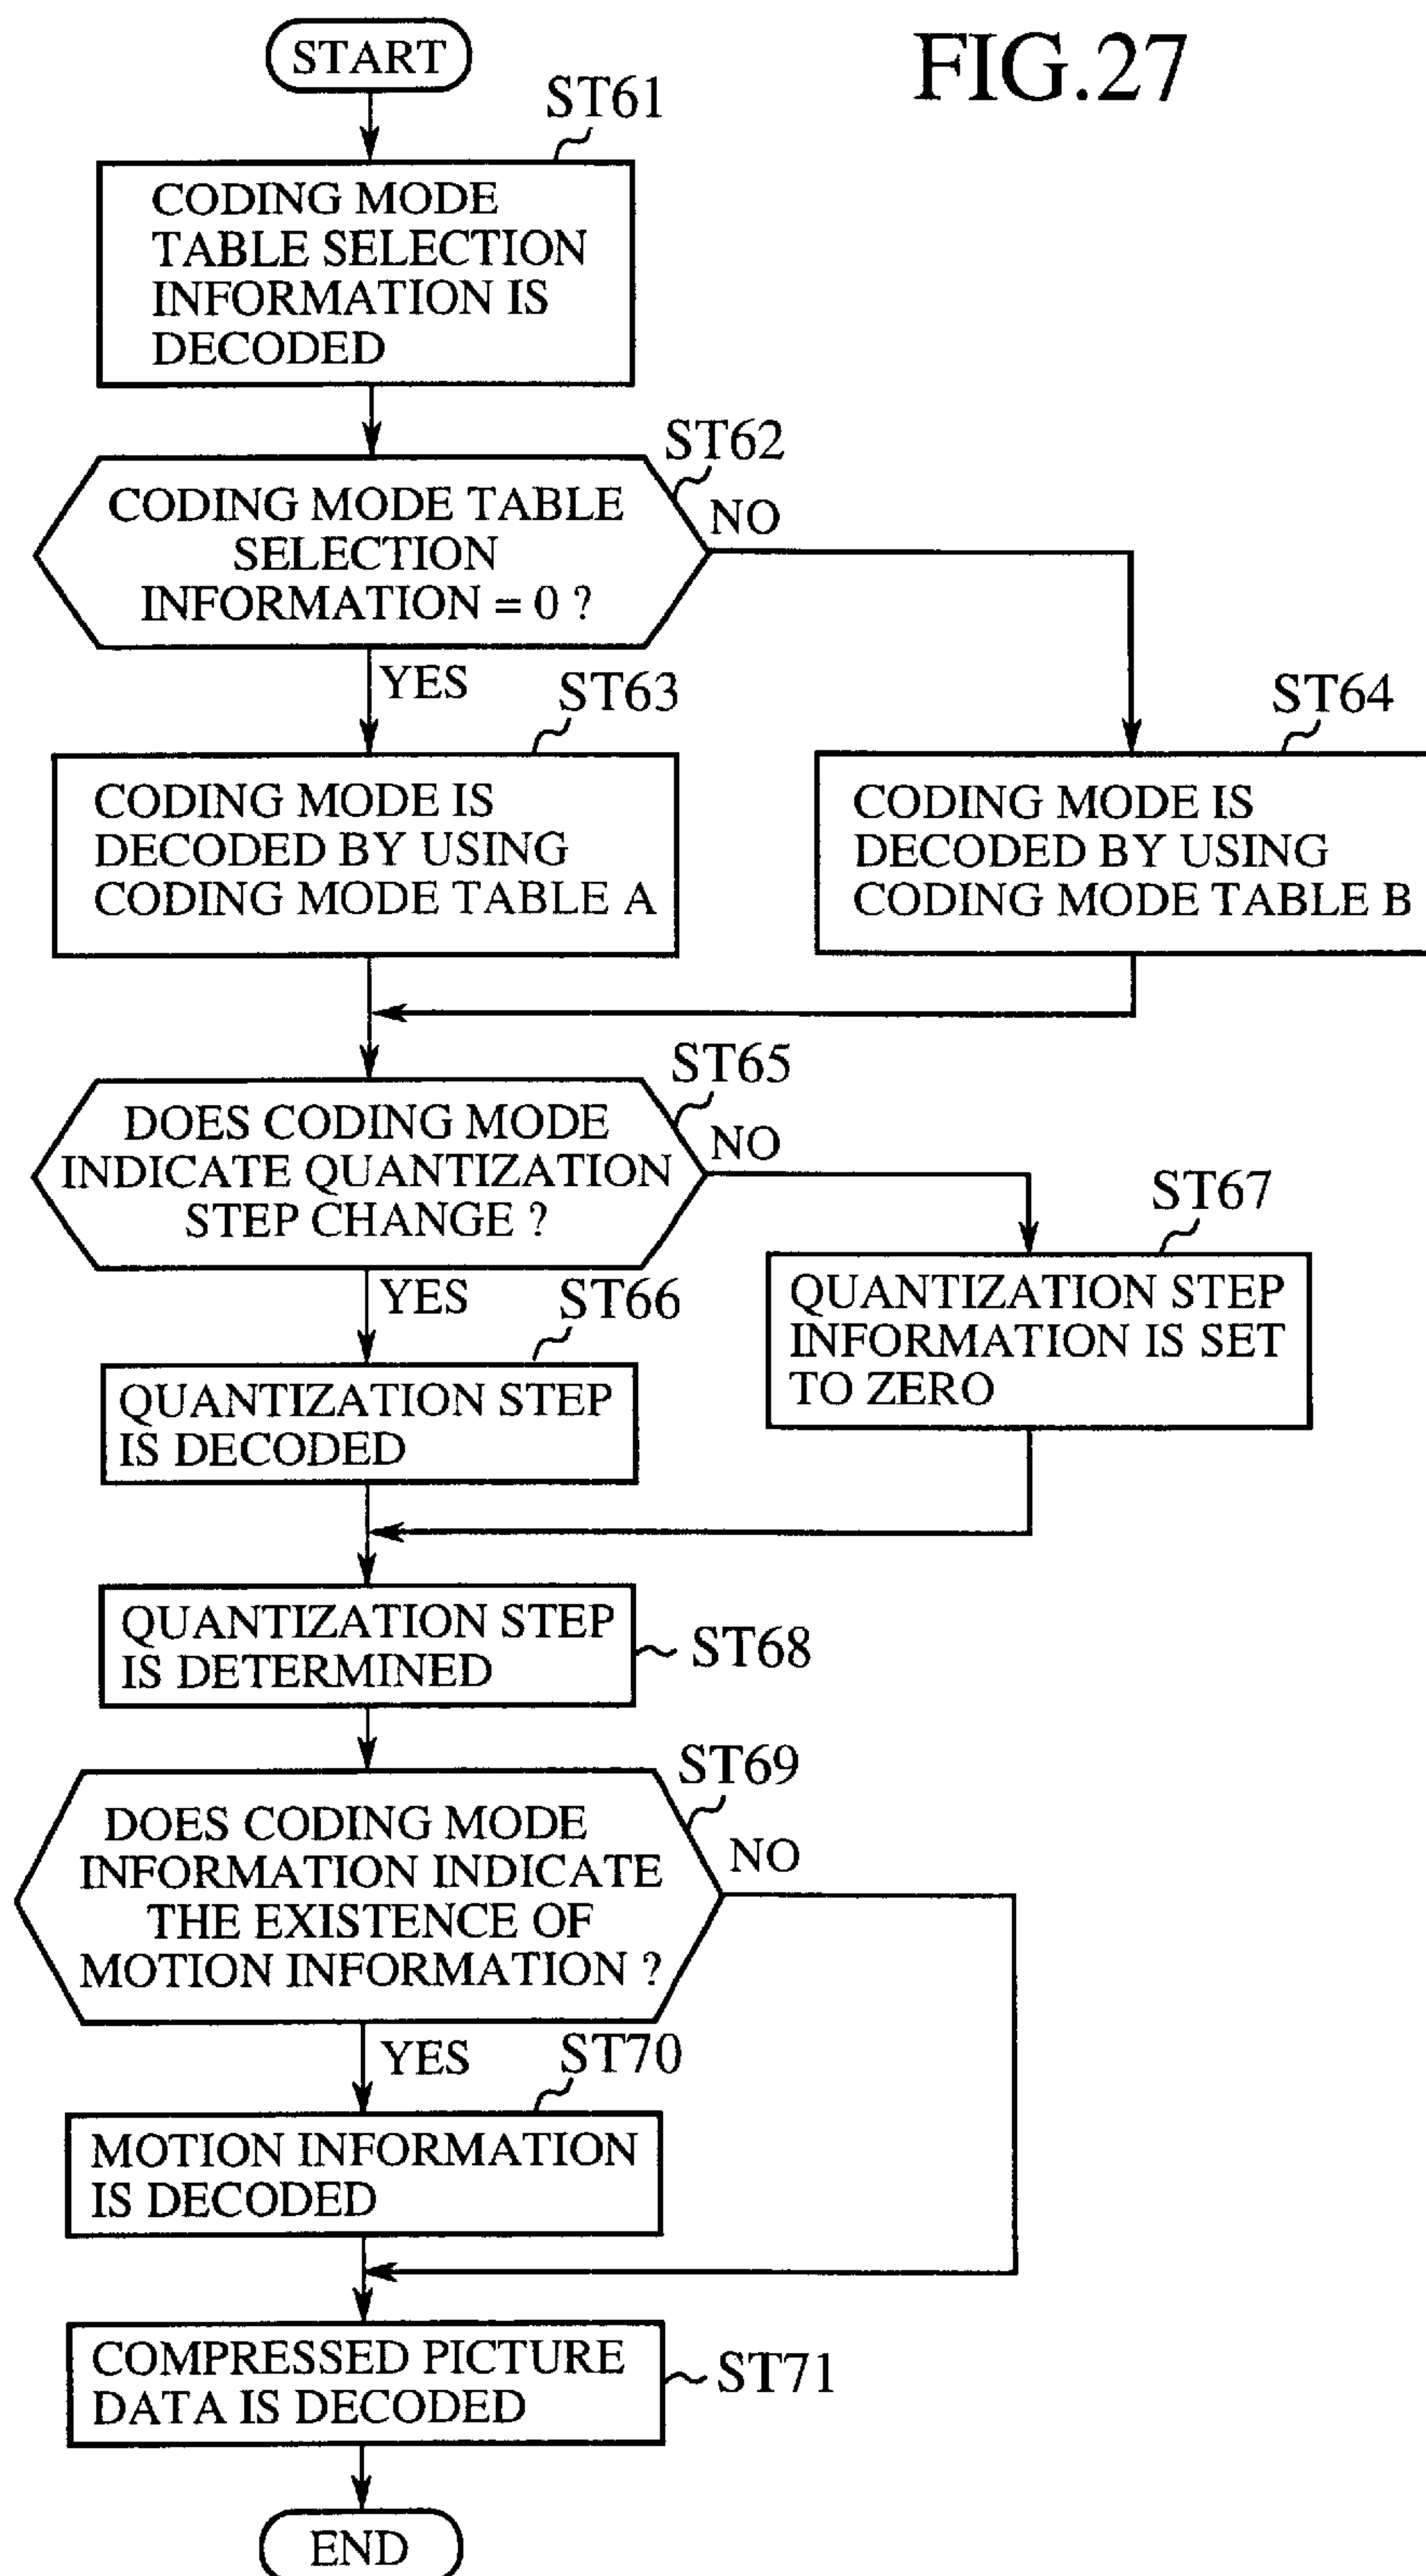 FIG.27
START
ST61
CODING MODE
TABLE SELECTION
INFORMATION IS
DECODED
ST62
CODING MODE TABLE
SELECTION
INFORMATION = 0 ?
NO
YES
ST63
CODING MODE IS
DECODED BY USING
CODING MODE TABLE A
ST64
CODING MODE IS
DECODED BY USING
CODING MODE TABLE B
ST65
DOES CODING MODE
INDICATE QUANTIZATION
STEP CHANGE ?
NO
YES
ST66
QUANTIZATION STEP
IS DECODED
ST67
QUANTIZATION STEP
INFORMATION IS SET
TO ZERO
QUANTIZATION STEP
IS DETERMINED
ST68
ST69
DOES CODING MODE
INFORMATION INDICATE
THE EXISTENCE OF
MOTION INFORMATION ?
NO
YES
ST70
MOTION INFORMATION
IS DECODED
COMPRESSED PICTURE
DATA IS DECODED
ST71
END